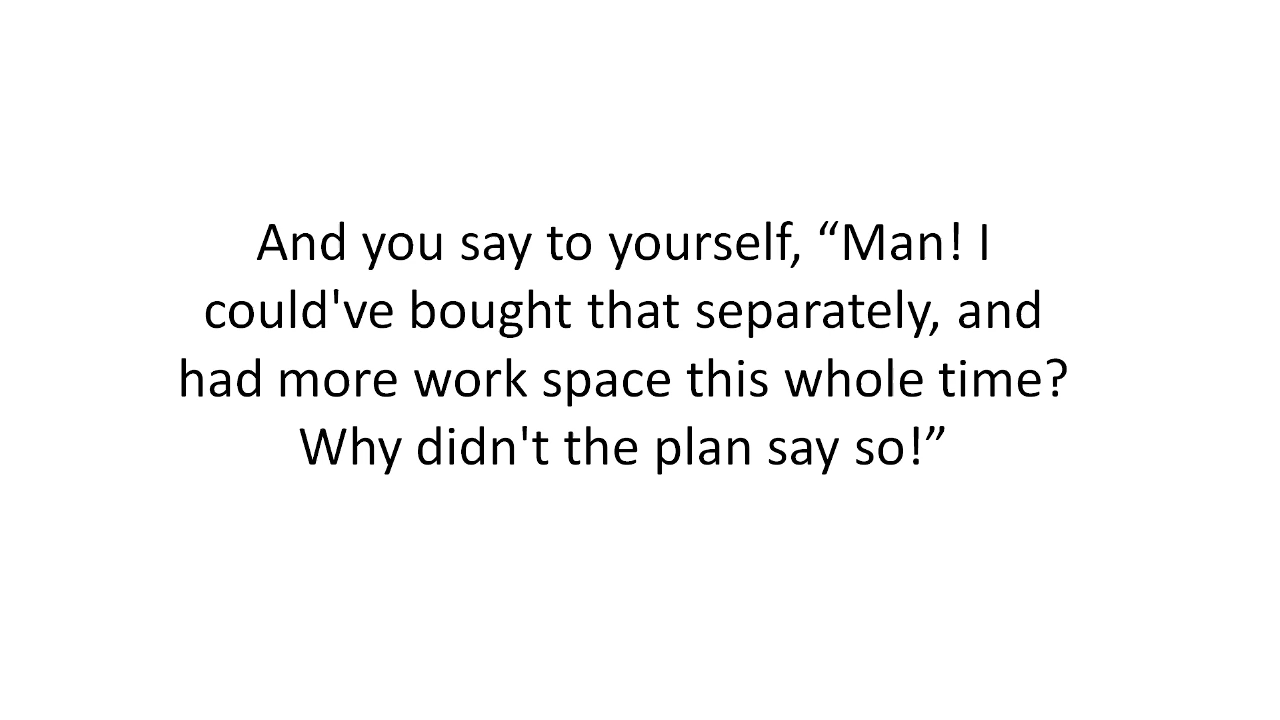 And you say to yourself, “Man! I
could've bought that separately, and
had more work space this whole time?
Why didn't the plan say so!”